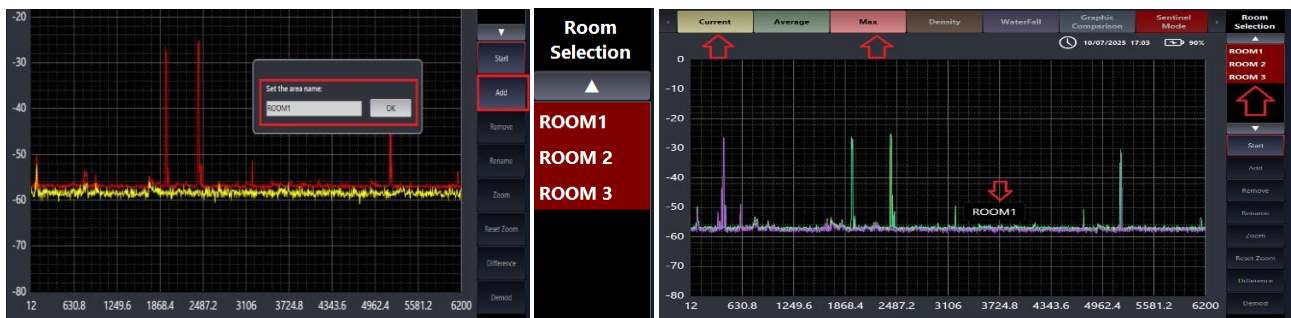 -20
-30
-40
-50
-60
-70
-80
12 630.8 1249.6 1868.4 2487.2 3106 3724.8 4343.6 4962.4 5581.2 6200
Set the area name:
ROOM1 OK
▼
Start
Add
Remove
Rename
Zoom
Reset Zoom
Difference
Demod
Room
Selection
▲
ROOM1
ROOM 2
ROOM 3
Current Average Max Density WaterFall Graphic Comparison Sentinel Mode
10/07/2025 17:03 90%
0
-10
-20
-30
-40
-50
-60
-70
-80
ROOM1
12 630.8 1249.6 1868.4 2487.2 3106 3724.8 4343.6 4962.4 5581.2 6200
Room
Selection
▲
ROOM1
ROOM 2
ROOM 3
▼
Start
Add
Remove
Rename
Zoom
Reset Zoom
Difference
Demod